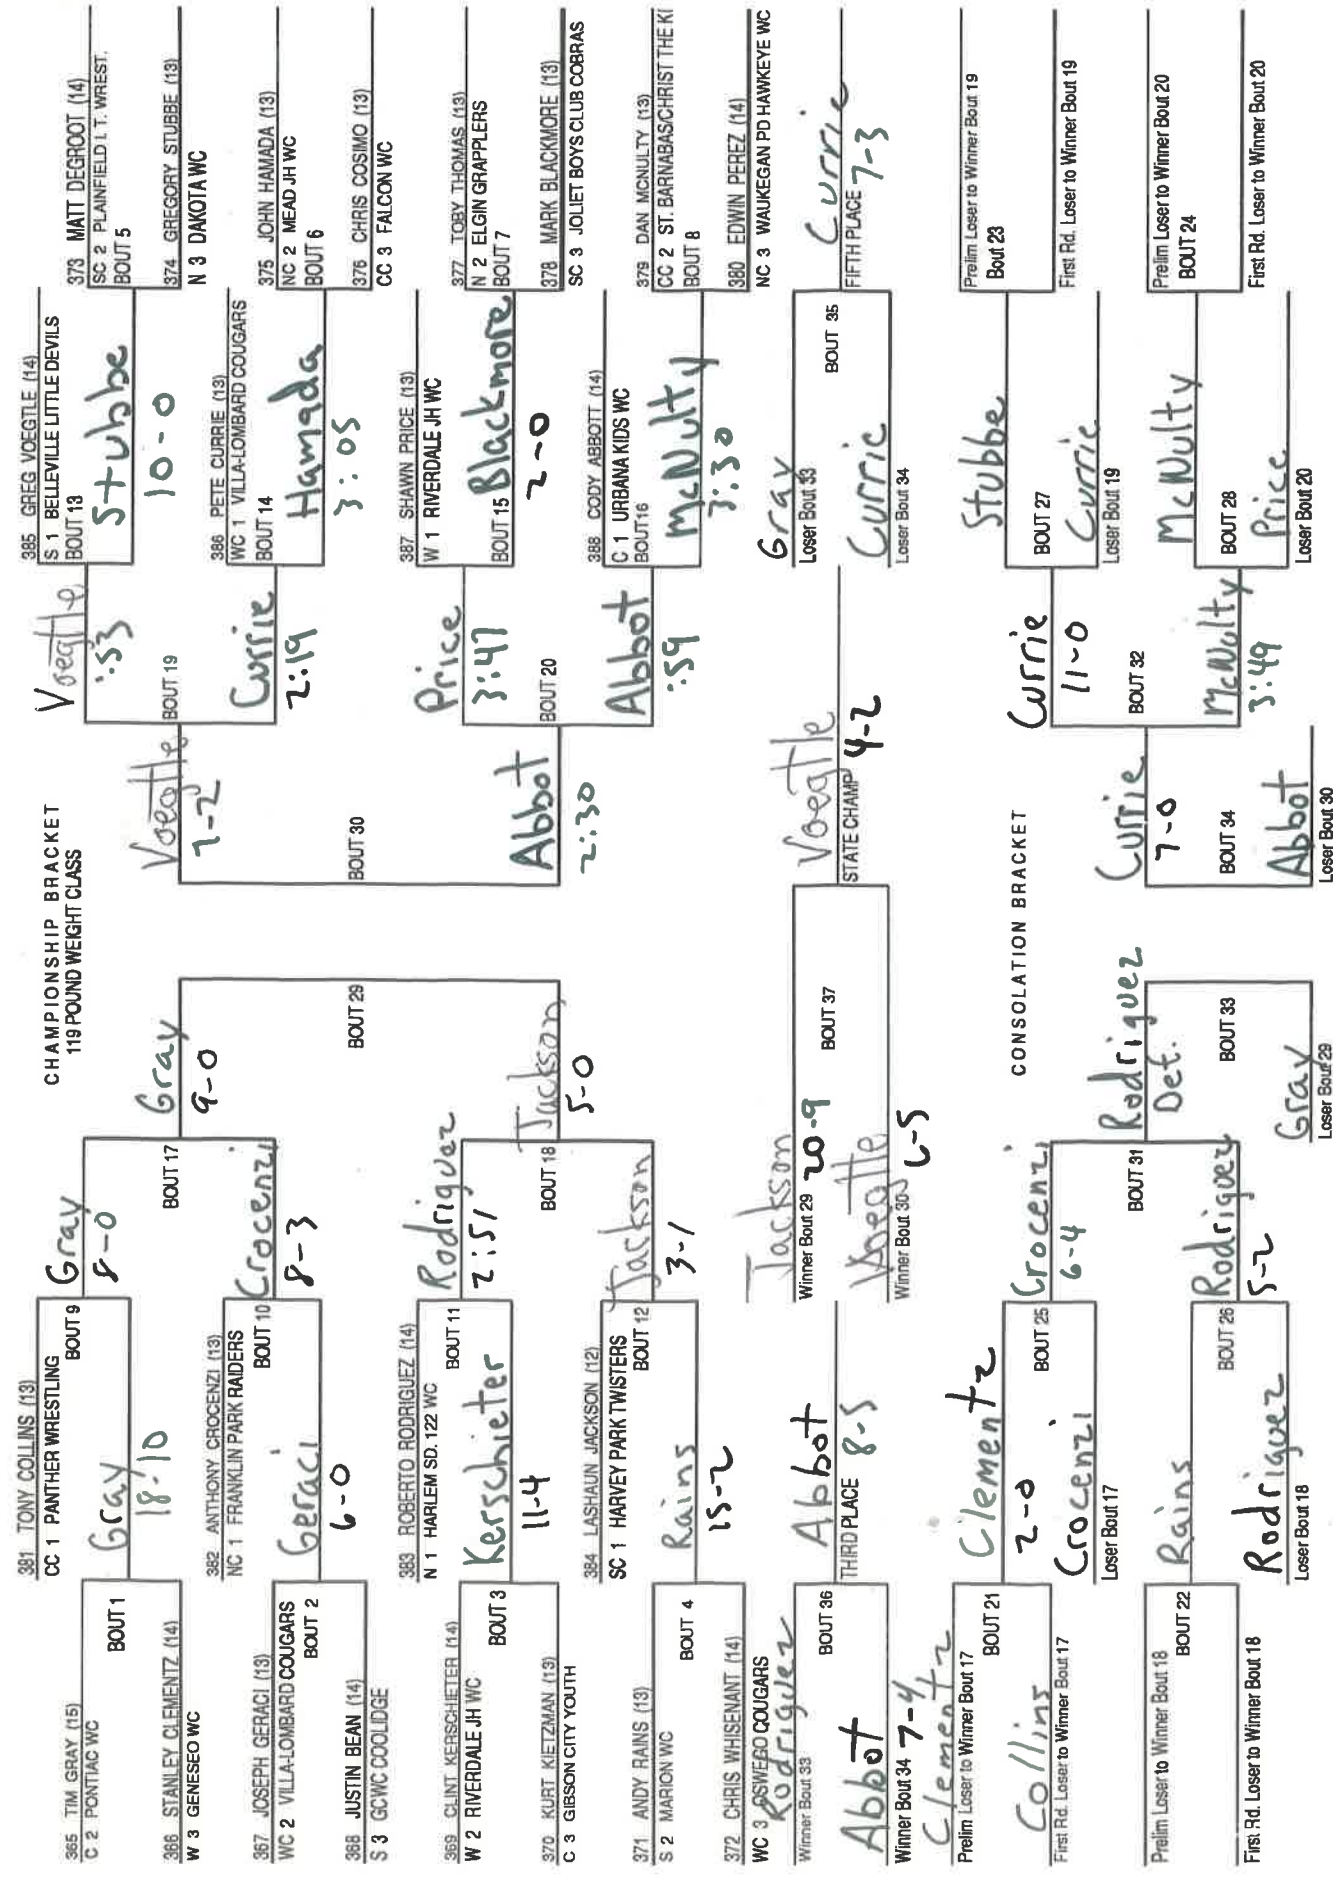 CHAMPIONSHIP BRACKET
119 POUND WEIGHT CLASS
365 TIM GRAY (15)
C 2 PONTIAC WC
BOUT 1
366 STANLEY CLEMENTZ (14)
W 3 GENESEO WC
367 JOSEPH GERACI (13)
WC 2 VILLA-LOMBARD COUGARS
BOUT 2
368 JUSTIN BEAN (14)
S 3 GCWC COOLIDGE
369 CLINT KERSCHIETER (14)
W 2 RIVERDALE JH WC
BOUT 3
370 KURT KIETZMAN (13)
C 3 GIBSON CITY YOUTH
371 ANDY RAINS (13)
S 2 MARION WC
BOUT 4
372 CHRIS WHISENANT (14)
WC 3 OSWEGO COUGARS
381 TONY COLLINS (13)
CC 1 PANTHER WRESTLING
BOUT 9
Gray
18-10
382 ANTHONY CROCENZI (13)
NC 1 FRANKLIN PARK RAIDERS
BOUT 10
Geraci
6-0
383 ROBERTO RODRIGUEZ (14)
N 1 HARLEM SD. 122 WC
BOUT 11
Kerschieter
11-4
384 LASHAUN JACKSON (12)
SC 1 HARVEY PARK TWISTERS
BOUT 12
Rains
15-2
Gray
8-0
BOUT 17
Crocenzi
8-3
Rodriguez
2:51
BOUT 18
Jackson
3-1
Gray
9-0
BOUT 29
Jackson
5-0
Voegtle
7-2
BOUT 30
Abbot
2:30
Voegtle
:53
BOUT 19
Currie
2:19
Price
3:47
BOUT 20
Abbot
:59
385 GREG VOEGTLE (14)
S 1 BELLEVILLE LITTLE DEVILS
BOUT 13
Stubbe
10-0
386 PETE CURRIE (13)
WC 1 VILLA-LOMBARD COUGARS
BOUT 14
Hamada
3:05
387 SHAWN PRICE (13)
W 1 RIVERDALE JH WC
BOUT 15
Blackmore
2-0
388 CODY ABBOTT (14)
C 1 URBANA KIDS WC
BOUT16
McNulty
3:30
373 MATT DEGROOT (14)
SC 2 PLAINFIELD I. T. WREST.
BOUT 5
374 GREGORY STUBBE (13)
N 3 DAKOTA WC
375 JOHN HAMADA (13)
NC 2 MEAD JH WC
BOUT 6
376 CHRIS COSIMO (13)
CC 3 FALCON WC
377 TOBY THOMAS (13)
N 2 ELGIN GRAPPLERS
BOUT 7
378 MARK BLACKMORE (13)
SC 3 JOLIET BOYS CLUB COBRAS
379 DAN MCNULTY (13)
CC 2 ST. BARNABAS/CHRIST THE KI
BOUT 8
380 EDWIN PEREZ (14)
NC 3 WAUKEGAN PD HAWKEYE WC
Rodriguez
Winner Bout 33
BOUT 36
Abbot
Winner Bout 34 7-4
Abbot
THIRD PLACE 8-5
Jackson
Winner Bout 29 20-9
BOUT 37
Voegtle
Winner Bout 30 6-5
Voegtle
STATE CHAMP 4-2
Gray
Loser Bout 33
BOUT 35
Currie
Loser Bout 34
Currie
FIFTH PLACE 7-3
CONSOLATION BRACKET
Clementz
Prelim Loser to Winner Bout 17
BOUT 21
Collins
First Rd. Loser to Winner Bout 17
Prelim Loser to Winner Bout 18
BOUT 22
First Rd. Loser to Winner Bout 18
Clementz
2-0
BOUT 25
Crocenzi
Loser Bout 17
Rains
BOUT 26
Rodriguez
Loser Bout 18
Crocenzi
6-4
BOUT 31
Rodriguez
5-2
Rodriguez
Def.
BOUT 33
Gray
Loser Bout 29
Currie
7-0
BOUT 34
Abbot
Loser Bout 30
Currie
11-0
BOUT 32
McNulty
3:49
Stubbe
BOUT 27
Currie
Loser Bout 19
McNulty
BOUT 28
Price
Loser Bout 20
Prelim Loser to Winner Bout 19
Bout 23
First Rd. Loser to Winner Bout 19
Prelim Loser to Winner Bout 20
BOUT 24
First Rd. Loser to Winner Bout 20